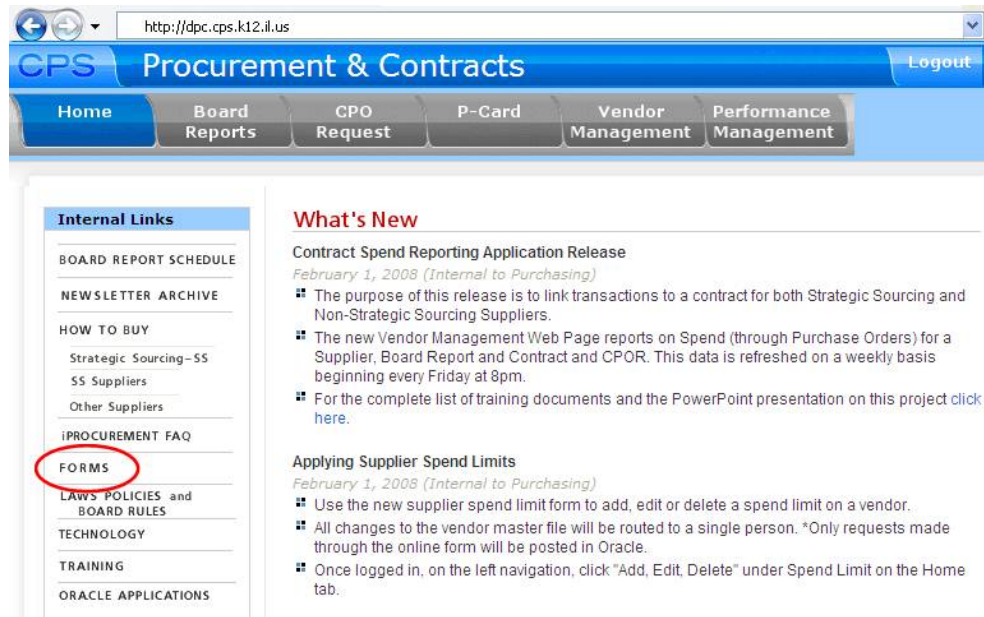 http://dpc.cps.k12.il.us
CPS Procurement & Contracts Logout
Home
Board Reports
CPO Request
P-Card
Vendor Management
Performance Management
Internal Links
BOARD REPORT SCHEDULE
NEWSLETTER ARCHIVE
HOW TO BUY
Strategic Sourcing-SS
SS Suppliers
Other Suppliers
iPROCUREMENT FAQ
FORMS
LAWS POLICIES and
BOARD RULES
TECHNOLOGY
TRAINING
ORACLE APPLICATIONS
What's New
Contract Spend Reporting Application Release
February 1, 2008 (Internal to Purchasing)
The purpose of this release is to link transactions to a contract for both Strategic Sourcing and
Non-Strategic Sourcing Suppliers.
The new Vendor Management Web Page reports on Spend (through Purchase Orders) for a
Supplier, Board Report and Contract and CPOR. This data is refreshed on a weekly basis
beginning every Friday at 8pm.
For the complete list of training documents and the PowerPoint presentation on this project click
here.
Applying Supplier Spend Limits
February 1, 2008 (Internal to Purchasing)
Use the new supplier spend limit form to add, edit or delete a spend limit on a vendor.
All changes to the vendor master file will be routed to a single person. *Only requests made
through the online form will be posted in Oracle.
Once logged in, on the left navigation, click "Add, Edit, Delete" under Spend Limit on the Home
tab.